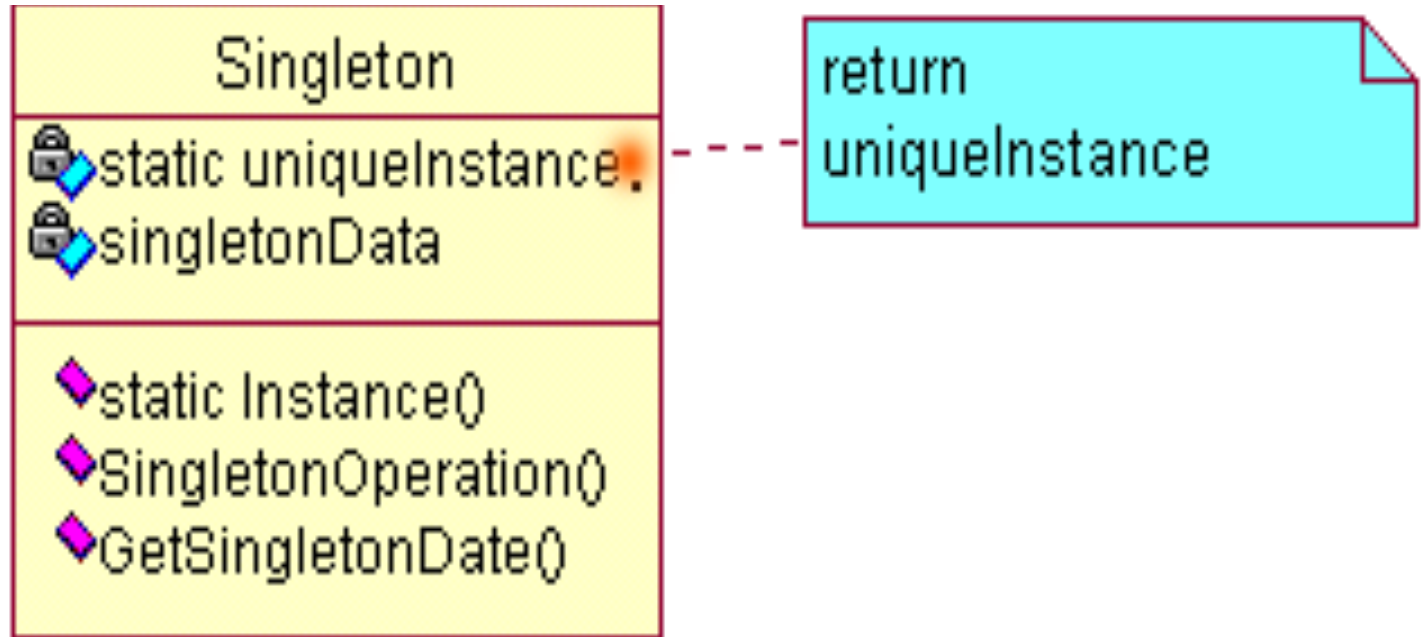 Singleton
static uniqueInstance.
singletonData
static Instance()
SingletonOperation()
GetSingletonDate()
return
uniqueInstance